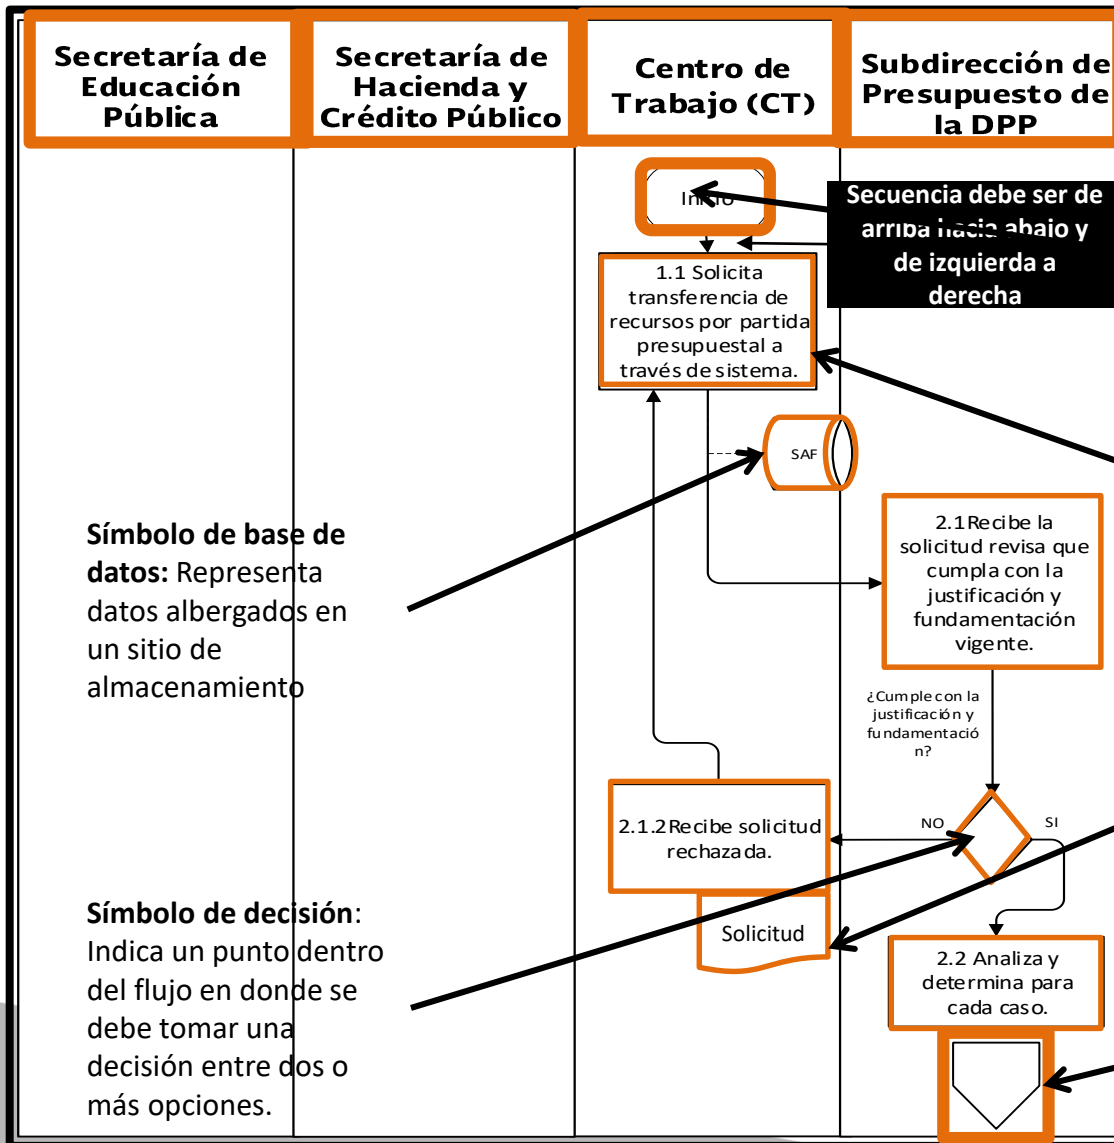 Secretaría de
Educación
Pública
Secretaría de
Hacienda y
Crédito Público
Centro de
Trabajo (CT)
Subdirección de
Presupuesto de
la DPP
Inicio
Secuencia debe ser de
arriba hacia abajo y
de izquierda a
derecha
1.1 Solicita
transferencia de
recursos por partida
presupuestal a
través de sistema.
SAF
Símbolo de base de
datos: Representa
datos albergados en
un sitio de
almacenamiento
2.1Recibe la
solicitud revisa que
cumpla con la
justificación y
fundamentación
vigente.
¿Cumple con la
justificación y
fundamentació
n?
NO
SI
2.1.2Recibe solicitud
rechazada.
Solicitud
Símbolo de decisión:
Indica un punto dentro
del flujo en donde se
debe tomar una
decisión entre dos o
más opciones.
2.2 Analiza y
determina para
cada caso.